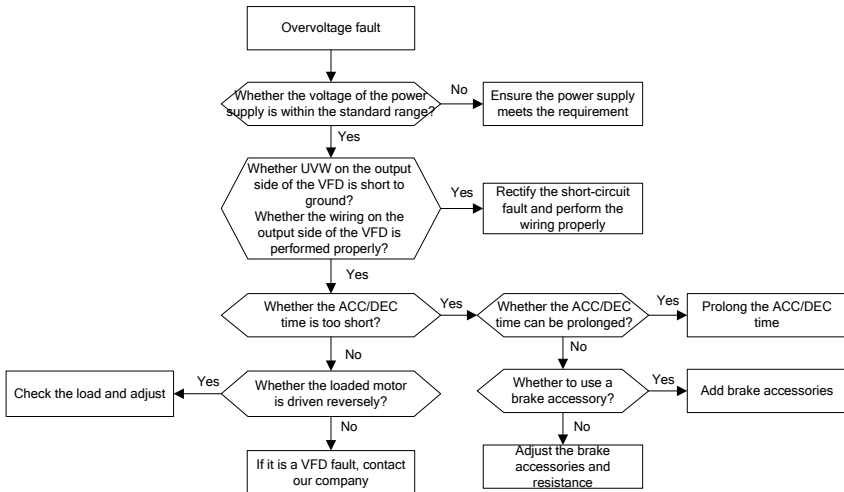 Overvoltage fault
Whether the voltage of the power
supply is within the standard range?
No
Ensure the power supply
meets the requirement
Yes
Whether UVW on the output
side of the VFD is short to
ground?
Whether the wiring on the
output side of the VFD is
performed properly?
Yes
Rectify the short-circuit
fault and perform the
wiring properly
Yes
Whether the ACC/DEC
time is too short?
Yes
Whether the ACC/DEC
time can be prolonged?
Yes
Prolong the ACC/DEC
time
No
No
Check the load and adjust
Yes
Whether the loaded motor
is driven reversely?
Whether to use a
brake accessory?
Yes
Add brake accessories
No
No
If it is a VFD fault, contact
our company
Adjust the brake
accessories and
resistance